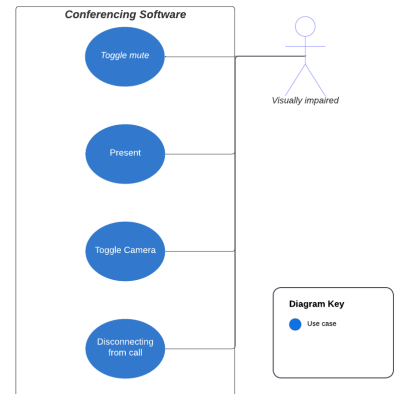 Conferencing Software
Toggle mute
Visually impaired
Present
Toggle Camera
Diagram Key
Use case
Disconnecting
from call